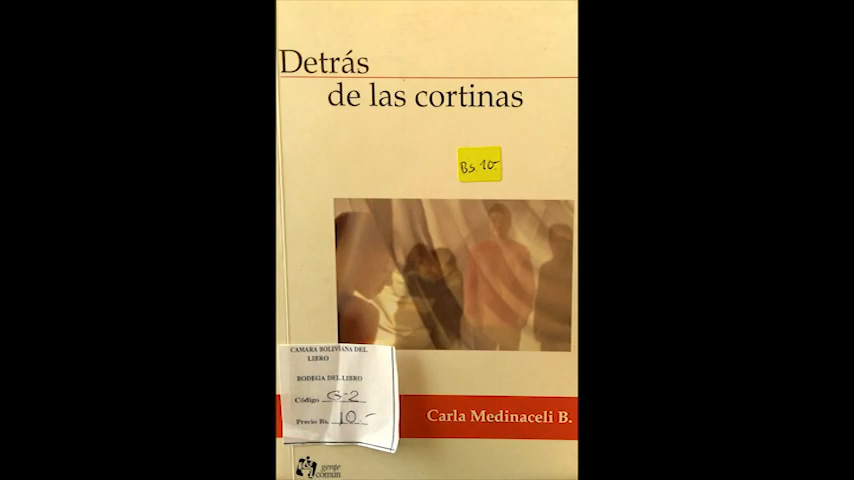 Detrás
de las cortinas
Bs. 10.-
CAMARA BOLIVIANA DEL
LIBRO
BODEGA DEL LIBRO
Código G-2
Precio Bs. 10.-
Carla Medinaceli B.
gente
común